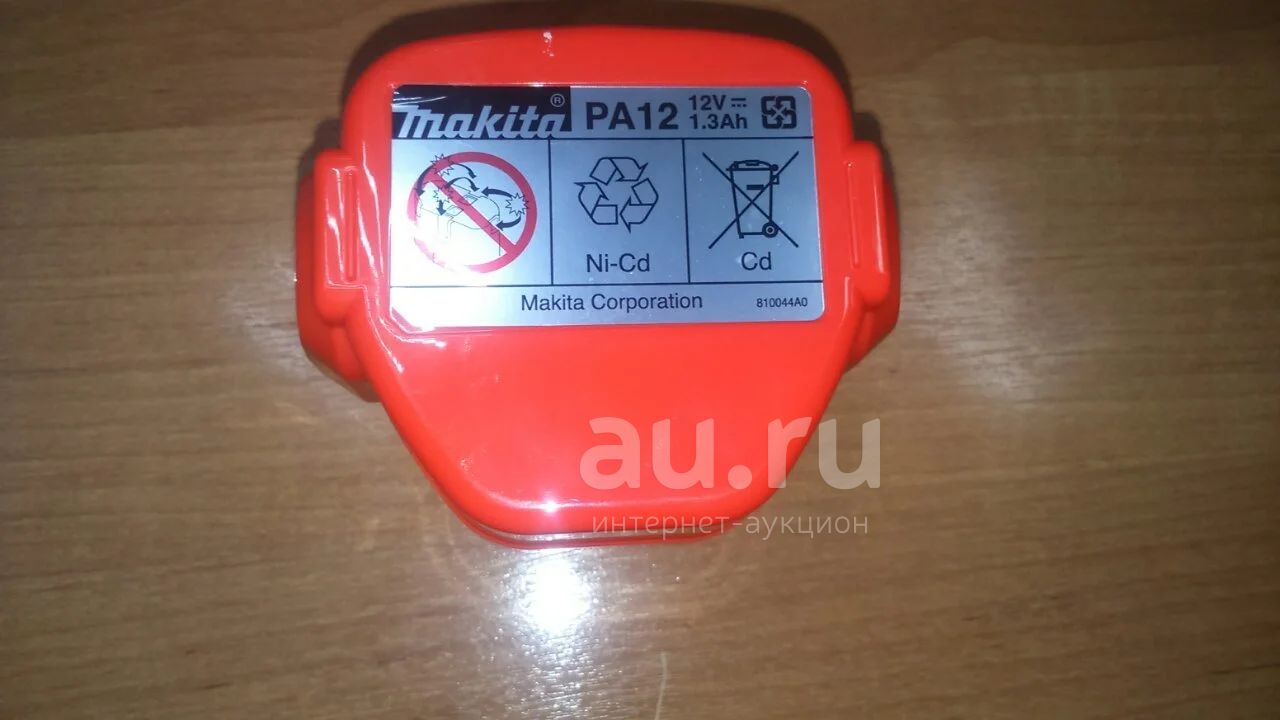 Makita® PA12 12V 1.3Ah
Ni-Cd
Cd
Makita Corporation 810044A0
au.ru
интернет-аукцион